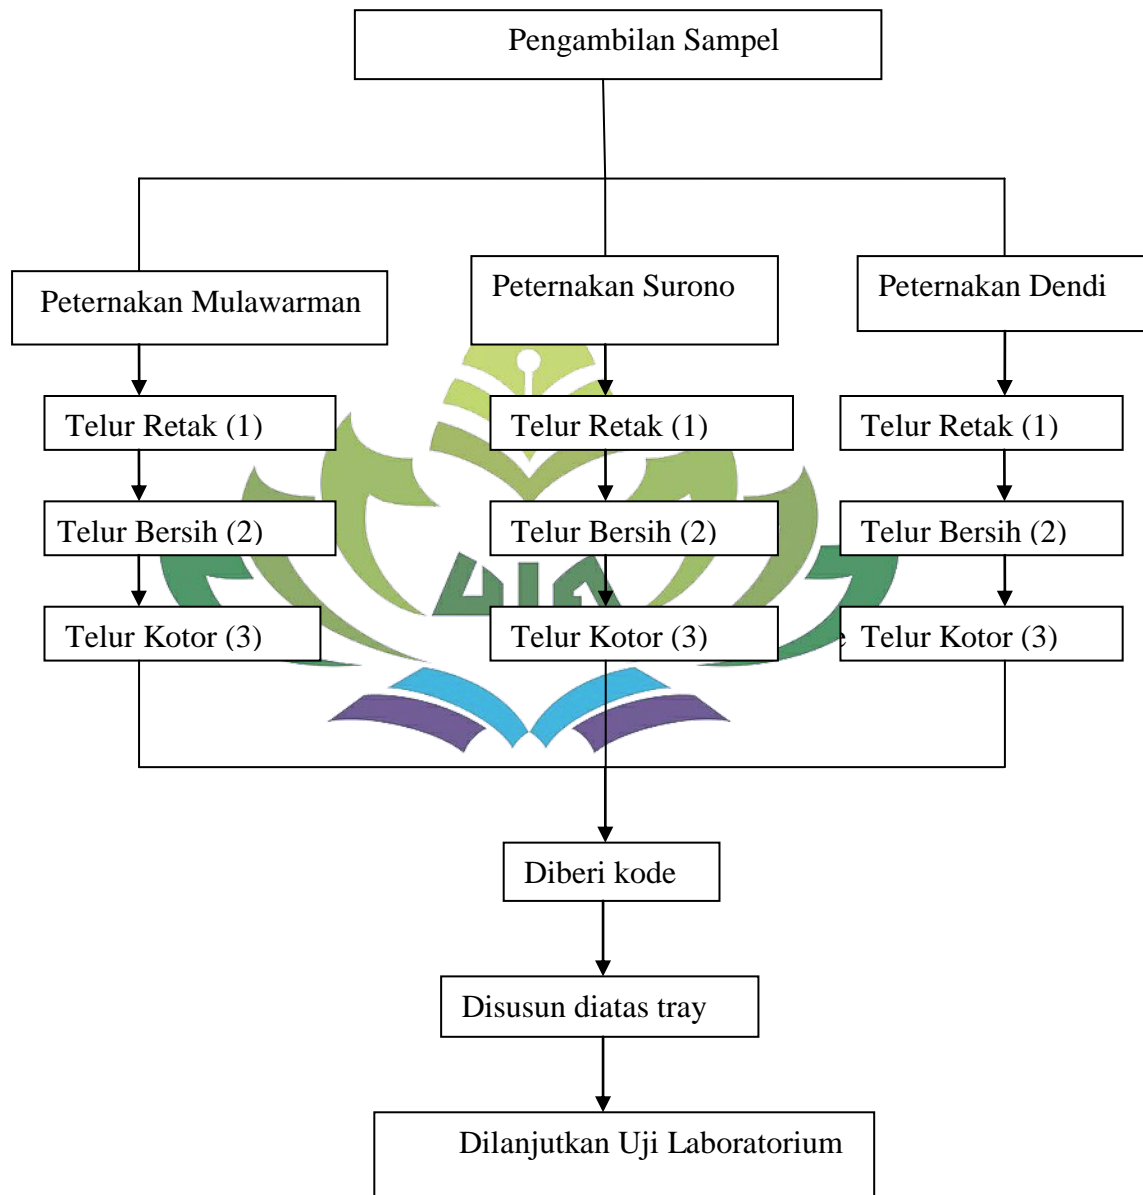 Pengambilan Sampel
Peternakan Mulawarman
Peternakan Surono
Peternakan Dendi
Telur Retak (1)
Telur Retak (1)
Telur Retak (1)
Telur Bersih (2)
Telur Bersih (2)
Telur Bersih (2)
Telur Kotor (3)
Telur Kotor (3)
Telur Kotor (3)
Diberi kode
Disusun diatas tray
Dilanjutkan Uji Laboratorium